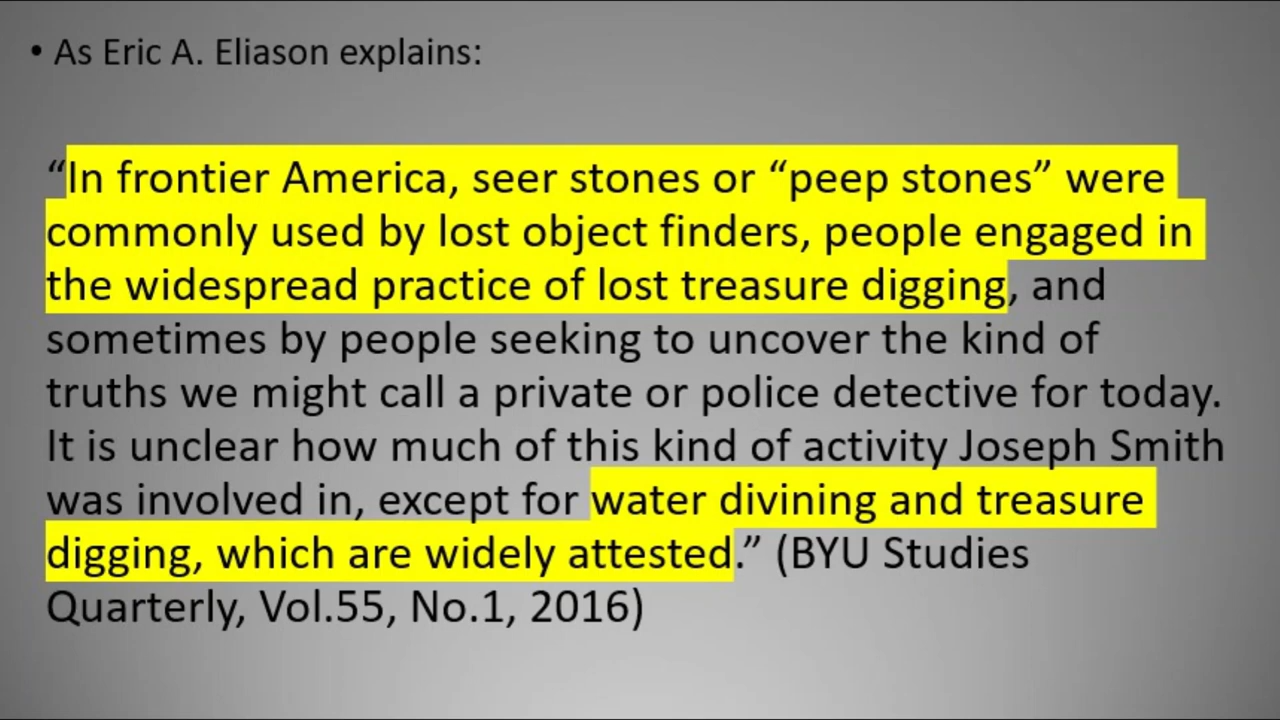 • As Eric A. Eliason explains:
“In frontier America, seer stones or “peep stones” were
commonly used by lost object finders, people engaged in
the widespread practice of lost treasure digging, and
sometimes by people seeking to uncover the kind of
truths we might call a private or police detective for today.
It is unclear how much of this kind of activity Joseph Smith
was involved in, except for water divining and treasure
digging, which are widely attested.” (BYU Studies
Quarterly, Vol.55, No.1, 2016)